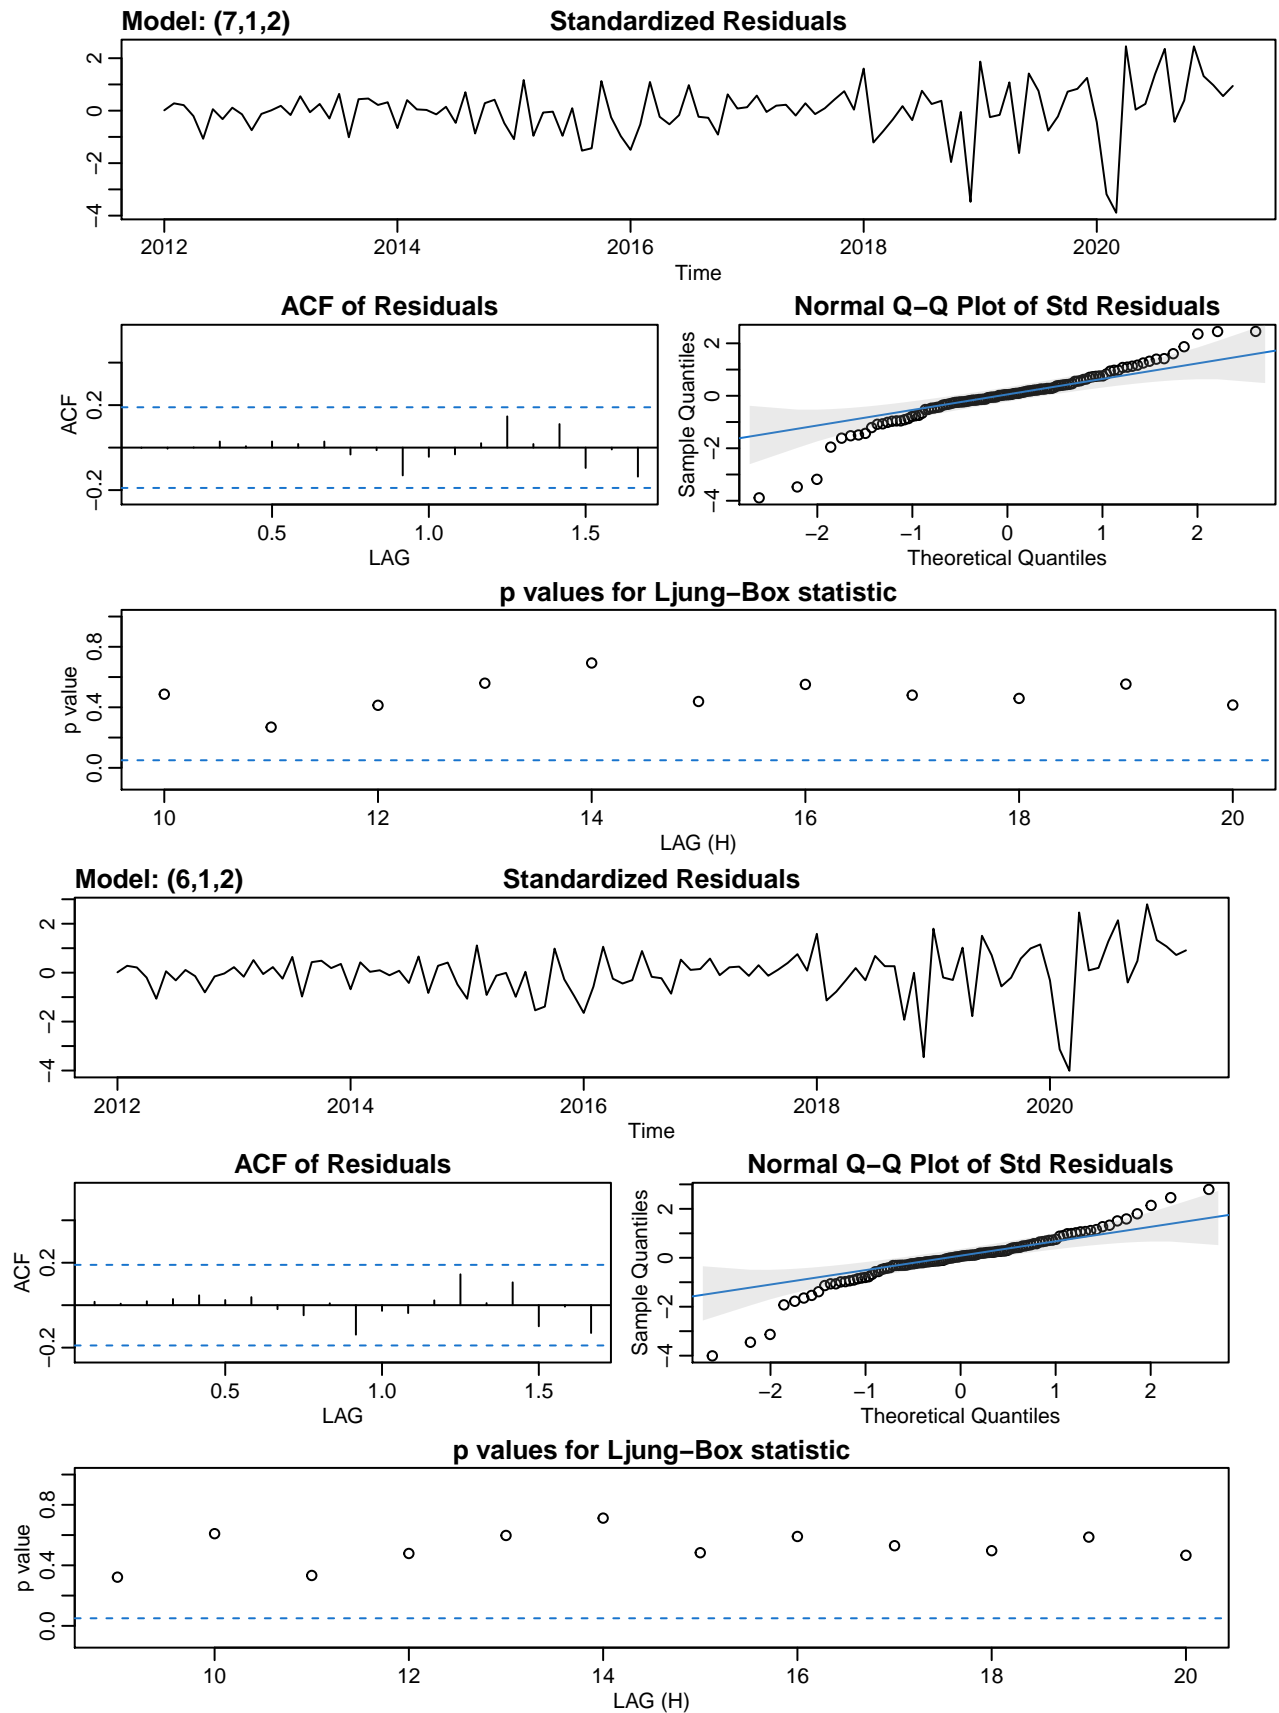 Model: (7,1,2) Standardized Residuals
2
0
−2
−4
2012 2014 2016 2018 2020
Time
ACF of Residuals
ACF
0.2
−0.2
0.5 1.0 1.5
LAG
Normal Q−Q Plot of Std Residuals
Sample Quantiles
2
0
−2
−4
−2 −1 0 1 2
Theoretical Quantiles
p values for Ljung−Box statistic
p value
0.8
0.4
0.0
10 12 14 16 18 20
LAG (H)
Model: (6,1,2) Standardized Residuals
2
0
−2
−4
2012 2014 2016 2018 2020
Time
ACF of Residuals
ACF
0.2
−0.2
0.5 1.0 1.5
LAG
Normal Q−Q Plot of Std Residuals
Sample Quantiles
2
0
−2
−4
−2 −1 0 1 2
Theoretical Quantiles
p values for Ljung−Box statistic
p value
0.8
0.4
0.0
10 12 14 16 18 20
LAG (H)